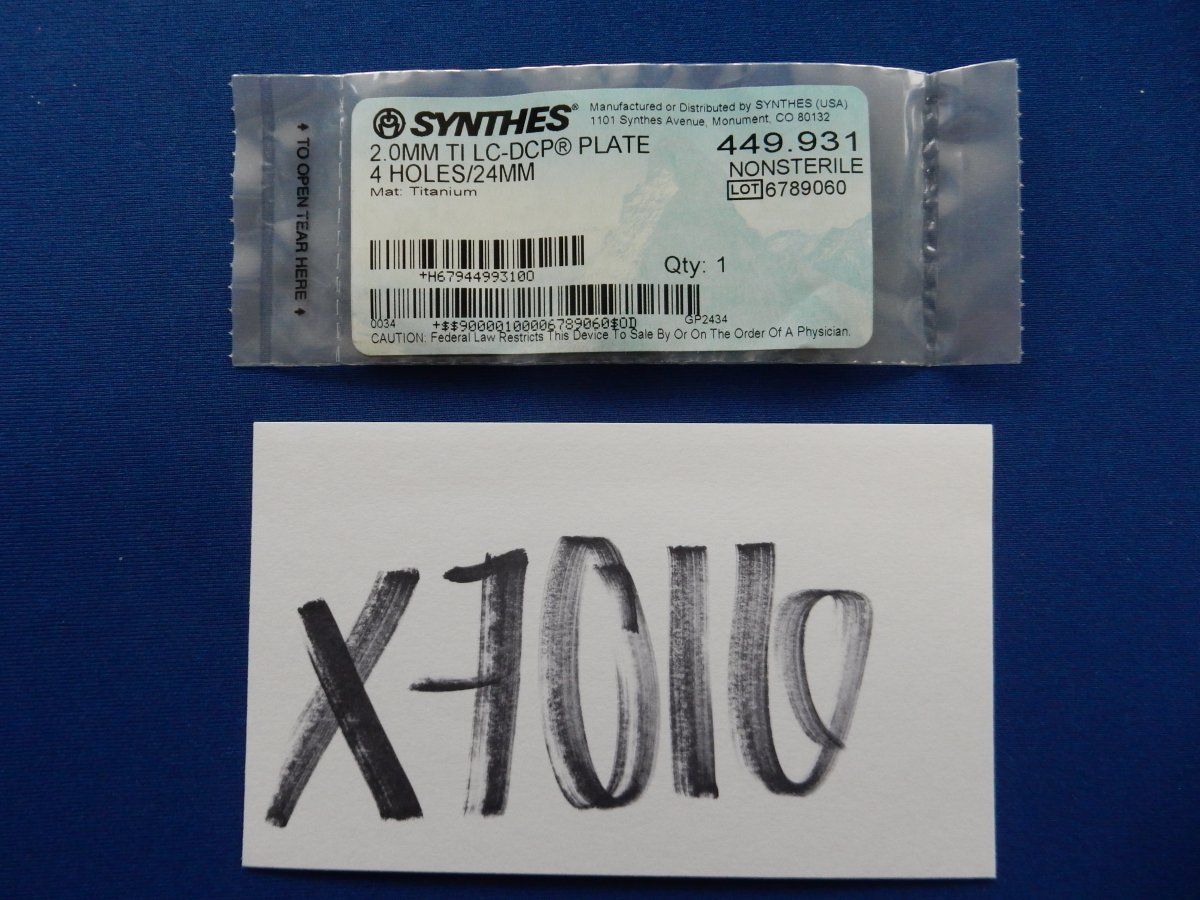 ↑ TO OPEN TEAR HERE ↑
SYNTHES®
Manufactured or Distributed by SYNTHES (USA)
1101 Synthes Avenue, Monument, CO 80132
2.0MM TI LC-DCP® PLATE
4 HOLES/24MM
Mat: Titanium
449.931
NONSTERILE
LOT 6789060
+H67944993100
Qty: 1
0034
+$$90000100006789060$0D
GP2434
CAUTION: Federal Law Restricts This Device To Sale By Or On The Order Of A Physician.
X-7016